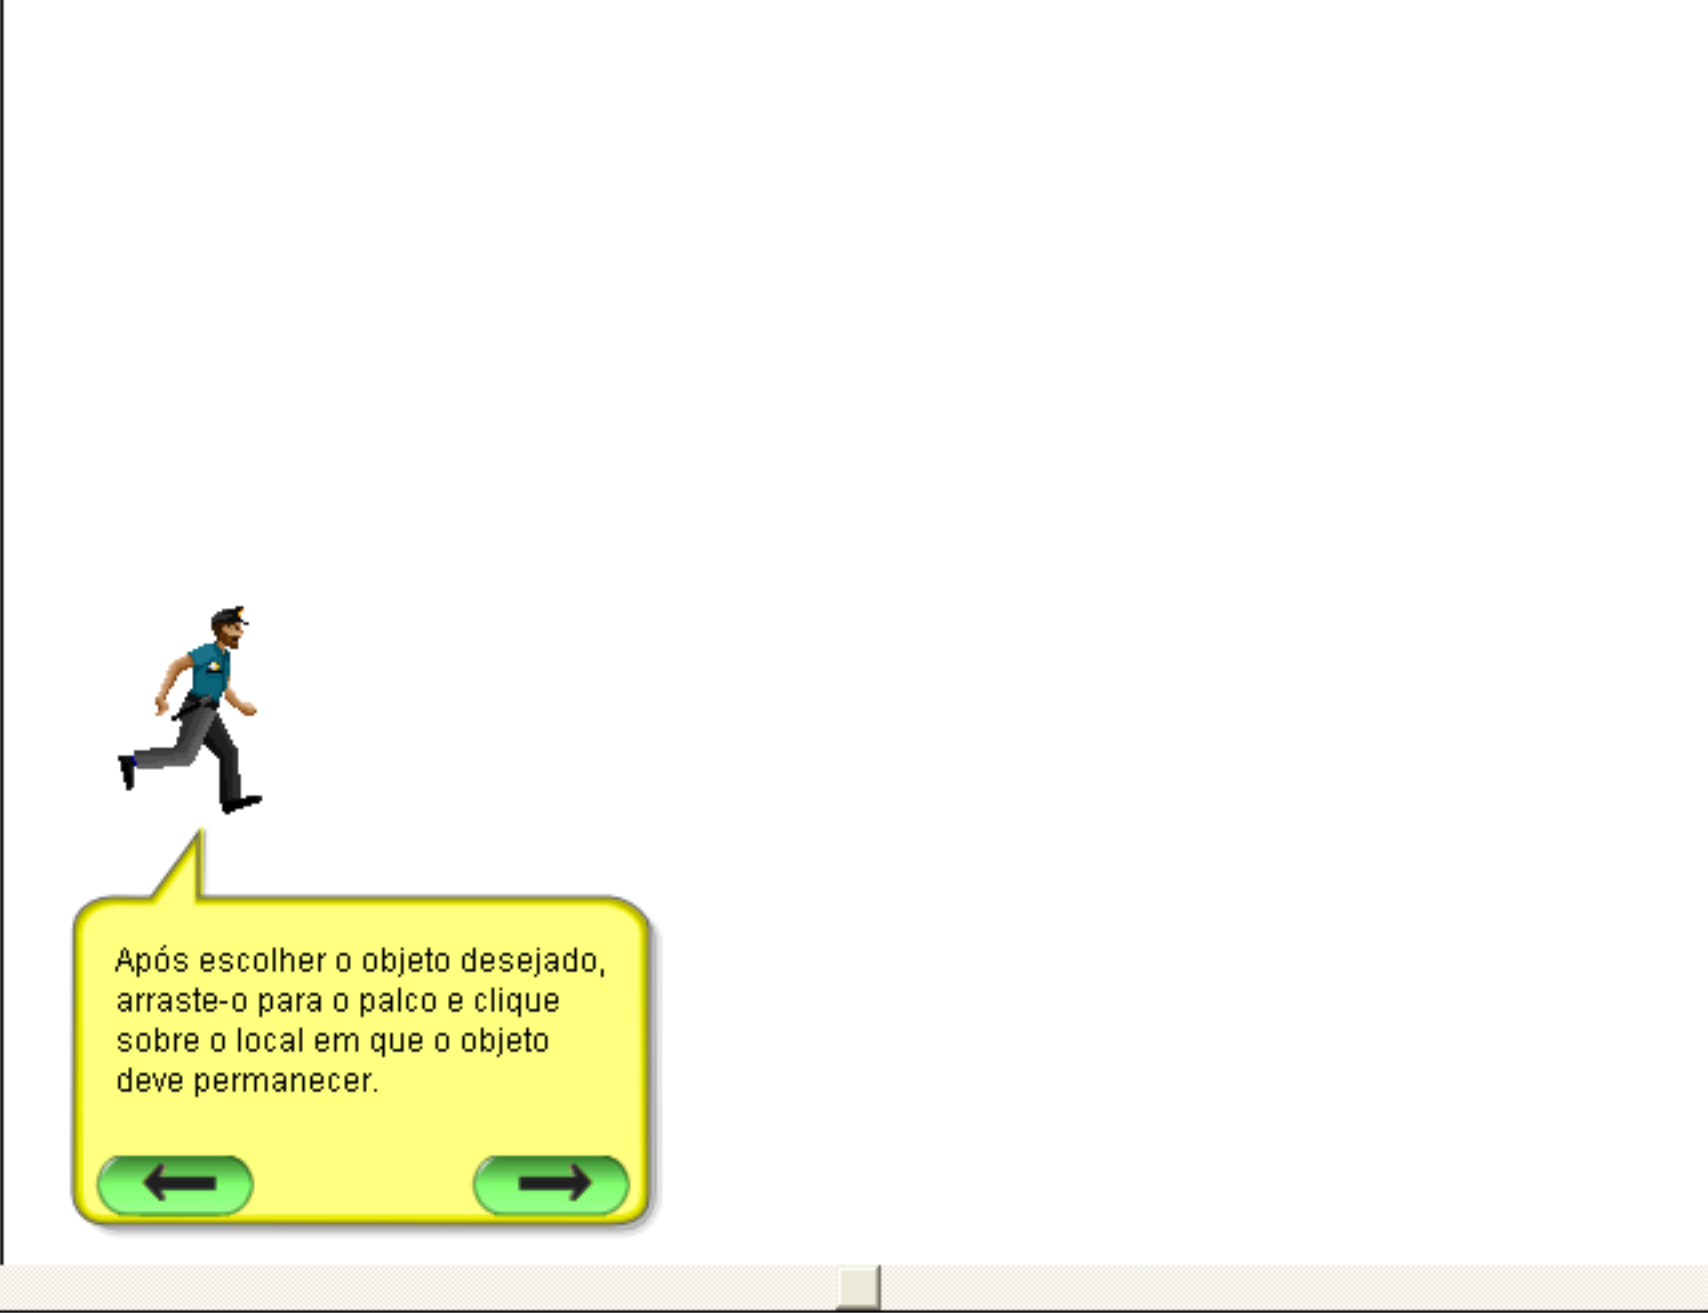 Após escolher o objeto desejado,
arraste-o para o palco e clique
sobre o local em que o objeto
deve permanecer.